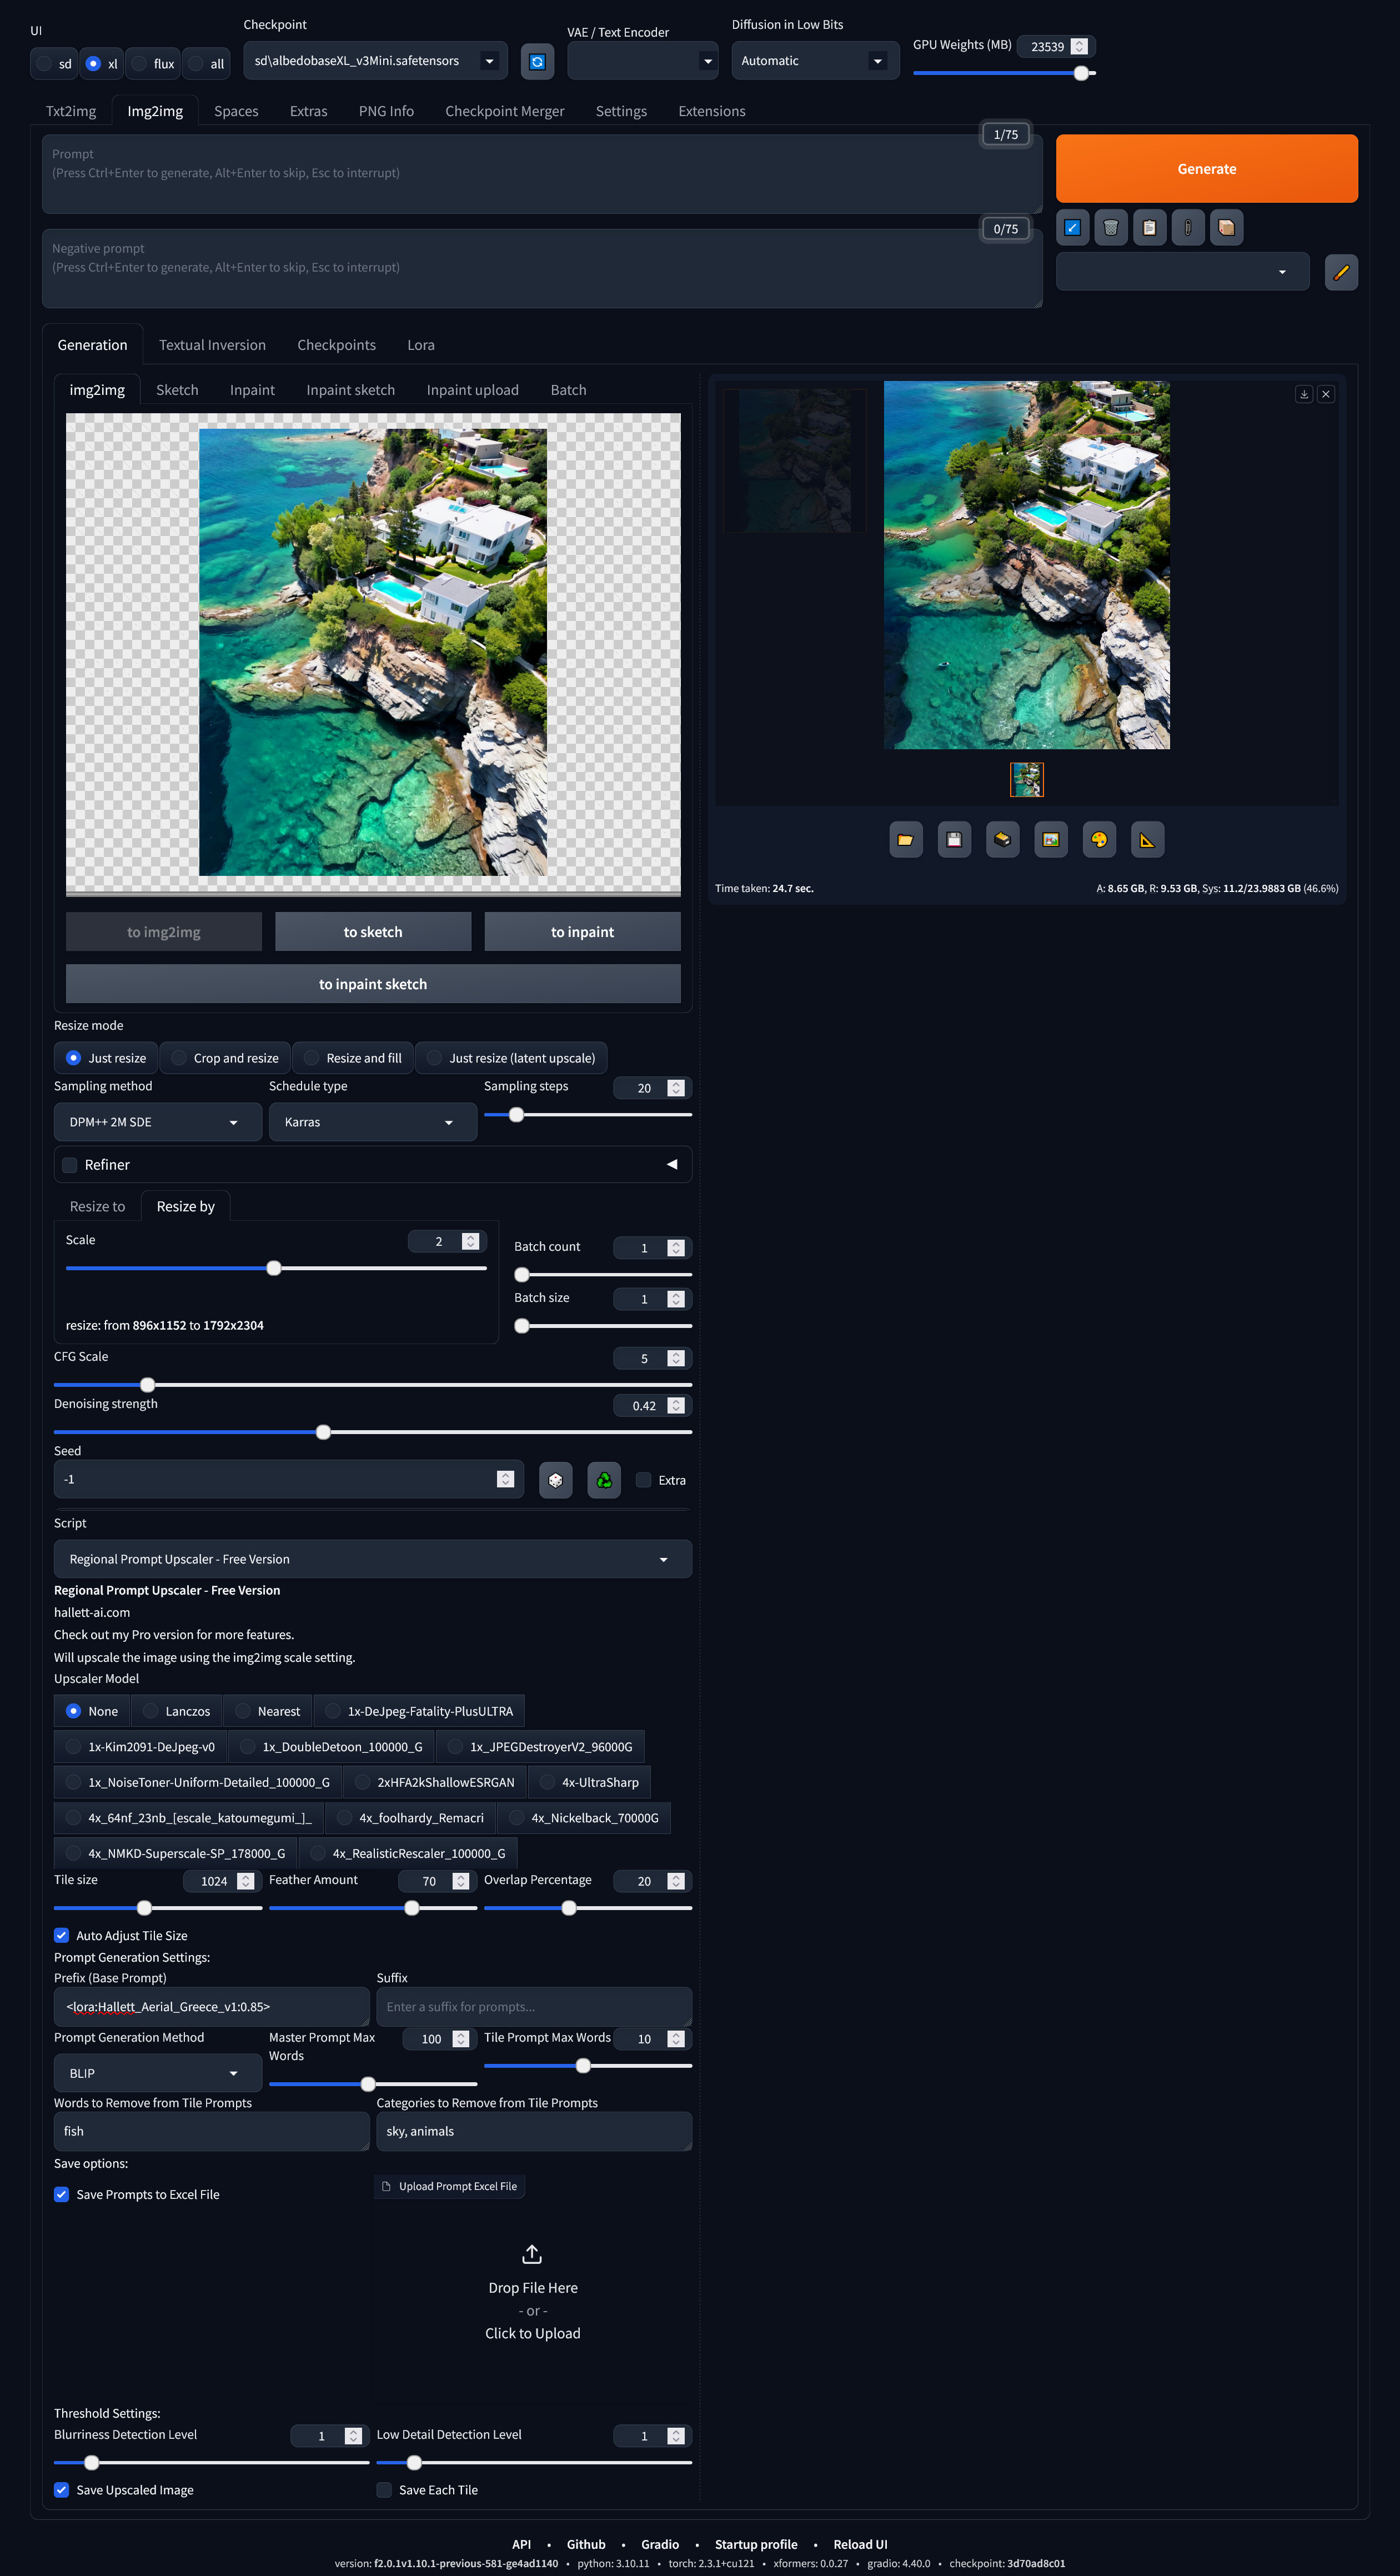 UI
sd xl flux all
Checkpoint
sd\albedobaseXL_v3Mini.safetensors
VAE / Text Encoder
Diffusion in Low Bits
Automatic
GPU Weights (MB) 23539
Txt2img Img2img Spaces Extras PNG Info Checkpoint Merger Settings Extensions
1/75
Prompt
(Press Ctrl+Enter to generate, Alt+Enter to skip, Esc to interrupt)
Generate
0/75
Negative prompt
(Press Ctrl+Enter to generate, Alt+Enter to skip, Esc to interrupt)
Generation Textual Inversion Checkpoints Lora
img2img Sketch Inpaint Inpaint sketch Inpaint upload Batch
Time taken: 24.7 sec. A: 8.65 GB, R: 9.53 GB, Sys: 11.2/23.9883 GB (46.6%)
to img2img to sketch to inpaint
to inpaint sketch
Resize mode
Just resize Crop and resize Resize and fill Just resize (latent upscale)
Sampling method Schedule type Sampling steps 20
DPM++ 2M SDE Karras
Refiner
Resize to Resize by
Scale 2
Batch count 1
Batch size 1
resize: from 896x1152 to 1792x2304
CFG Scale 5
Denoising strength 0.42
Seed
-1 Extra
Script
Regional Prompt Upscaler - Free Version
Regional Prompt Upscaler - Free Version
hallett-ai.com
Check out my Pro version for more features.
Will upscale the image using the img2img scale setting.
Upscaler Model
None Lanczos Nearest 1x-DeJpeg-Fatality-PlusULTRA
1x-Kim2091-DeJpeg-v0 1x_DoubleDetoon_100000_G 1x_JPEGDestroyerV2_96000G
1x_NoiseToner-Uniform-Detailed_100000_G 2xHFA2kShallowESRGAN 4x-UltraSharp
4x_64nf_23nb_[escale_katoumegumi_]_ 4x_foolhardy_Remacri 4x_Nickelback_70000G
4x_NMKD-Superscale-SP_178000_G 4x_RealisticRescaler_100000_G
Tile size 1024 Feather Amount 70 Overlap Percentage 20
Auto Adjust Tile Size
Prompt Generation Settings:
Prefix (Base Prompt) Suffix
<lora:Hallett_Aerial_Greece_v1:0.85> Enter a suffix for prompts...
Prompt Generation Method Master Prompt Max Words 100 Tile Prompt Max Words 10
BLIP
Words to Remove from Tile Prompts Categories to Remove from Tile Prompts
fish sky, animals
Save options:
Save Prompts to Excel File Upload Prompt Excel File
Drop File Here
- or -
Click to Upload
Threshold Settings:
Blurriness Detection Level 1 Low Detail Detection Level 1
Save Upscaled Image Save Each Tile
API • Github • Gradio • Startup profile • Reload UI
version: f2.0.1v1.10.1-previous-581-ge4ad1140 • python: 3.10.11 • torch: 2.3.1+cu121 • xformers: 0.0.27 • gradio: 4.40.0 • checkpoint: 3d70ad8c01